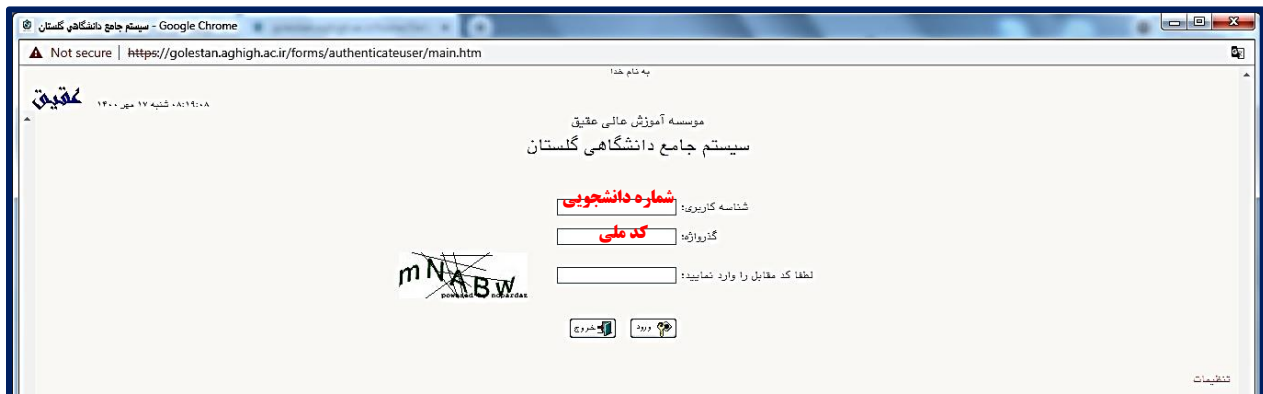 سیستم جامع دانشگاهی گلستان - Google Chrome
Not secure | https://golestan.aghigh.ac.ir/forms/authenticateuser/main.htm
به نام خدا
عقیق
۰۸:۱۹:۰۸ شنبه ۱۷ مهر ۱۴۰۰
موسسه آموزش عالی عقیق
سیستم جامع دانشگاهی گلستان
شناسه کاربری: شماره دانشجویی
گذرواژه: کد ملی
لطفا کد مقابل را وارد نمایید:
mNABW
powered by nopardaz
ورود
خروج
تنظیمات